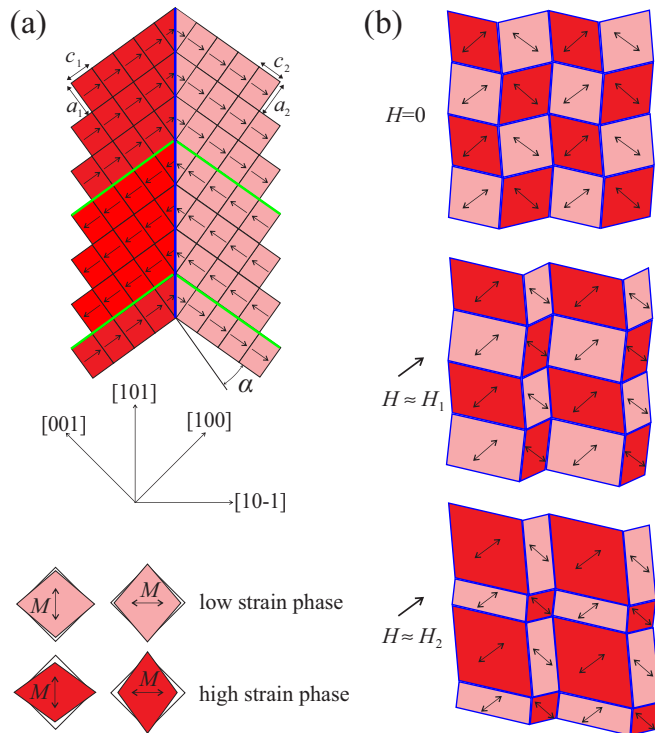 (a)
c₁
a₁
c₂
a₂
α
[101]
[001]
[100]
[10-1]
M
M
low strain phase
M
M
high strain phase
(b)
H=0
H ≈ H₁
H ≈ H₂